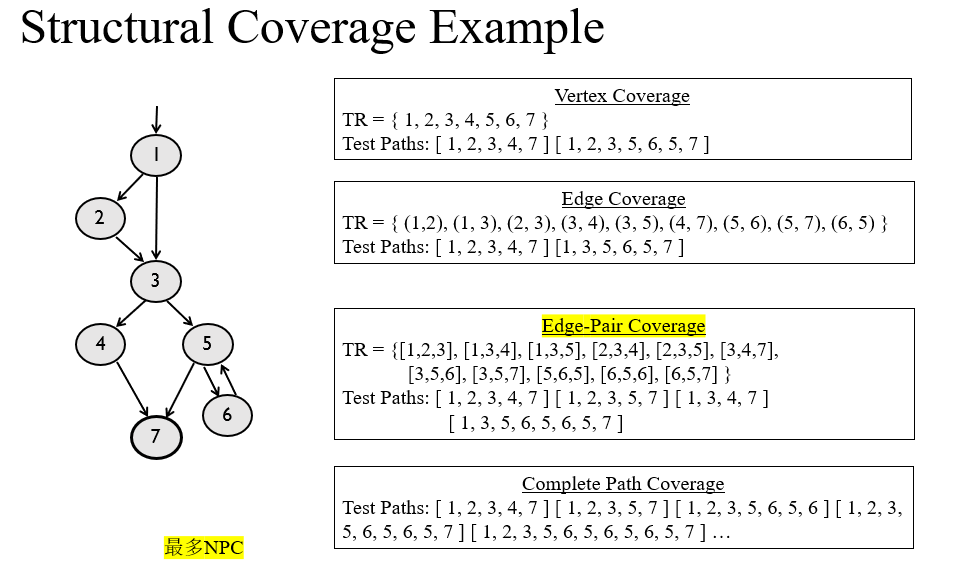 Structural Coverage Example
1
2
3
4
5
6
7
最多NPC
Vertex Coverage
TR = { 1, 2, 3, 4, 5, 6, 7 }
Test Paths: [ 1, 2, 3, 4, 7 ] [ 1, 2, 3, 5, 6, 5, 7 ]
Edge Coverage
TR = { (1,2), (1, 3), (2, 3), (3, 4), (3, 5), (4, 7), (5, 6), (5, 7), (6, 5) }
Test Paths: [ 1, 2, 3, 4, 7 ] [1, 3, 5, 6, 5, 7 ]
Edge-Pair Coverage
TR = {[1,2,3], [1,3,4], [1,3,5], [2,3,4], [2,3,5], [3,4,7],
[3,5,6], [3,5,7], [5,6,5], [6,5,6], [6,5,7] }
Test Paths: [ 1, 2, 3, 4, 7 ] [ 1, 2, 3, 5, 7 ] [ 1, 3, 4, 7 ]
[ 1, 3, 5, 6, 5, 6, 5, 7 ]
Complete Path Coverage
Test Paths: [ 1, 2, 3, 4, 7 ] [ 1, 2, 3, 5, 7 ] [ 1, 2, 3, 5, 6, 5, 6 ] [ 1, 2, 3,
5, 6, 5, 6, 5, 7 ] [ 1, 2, 3, 5, 6, 5, 6, 5, 6, 5, 7 ] …